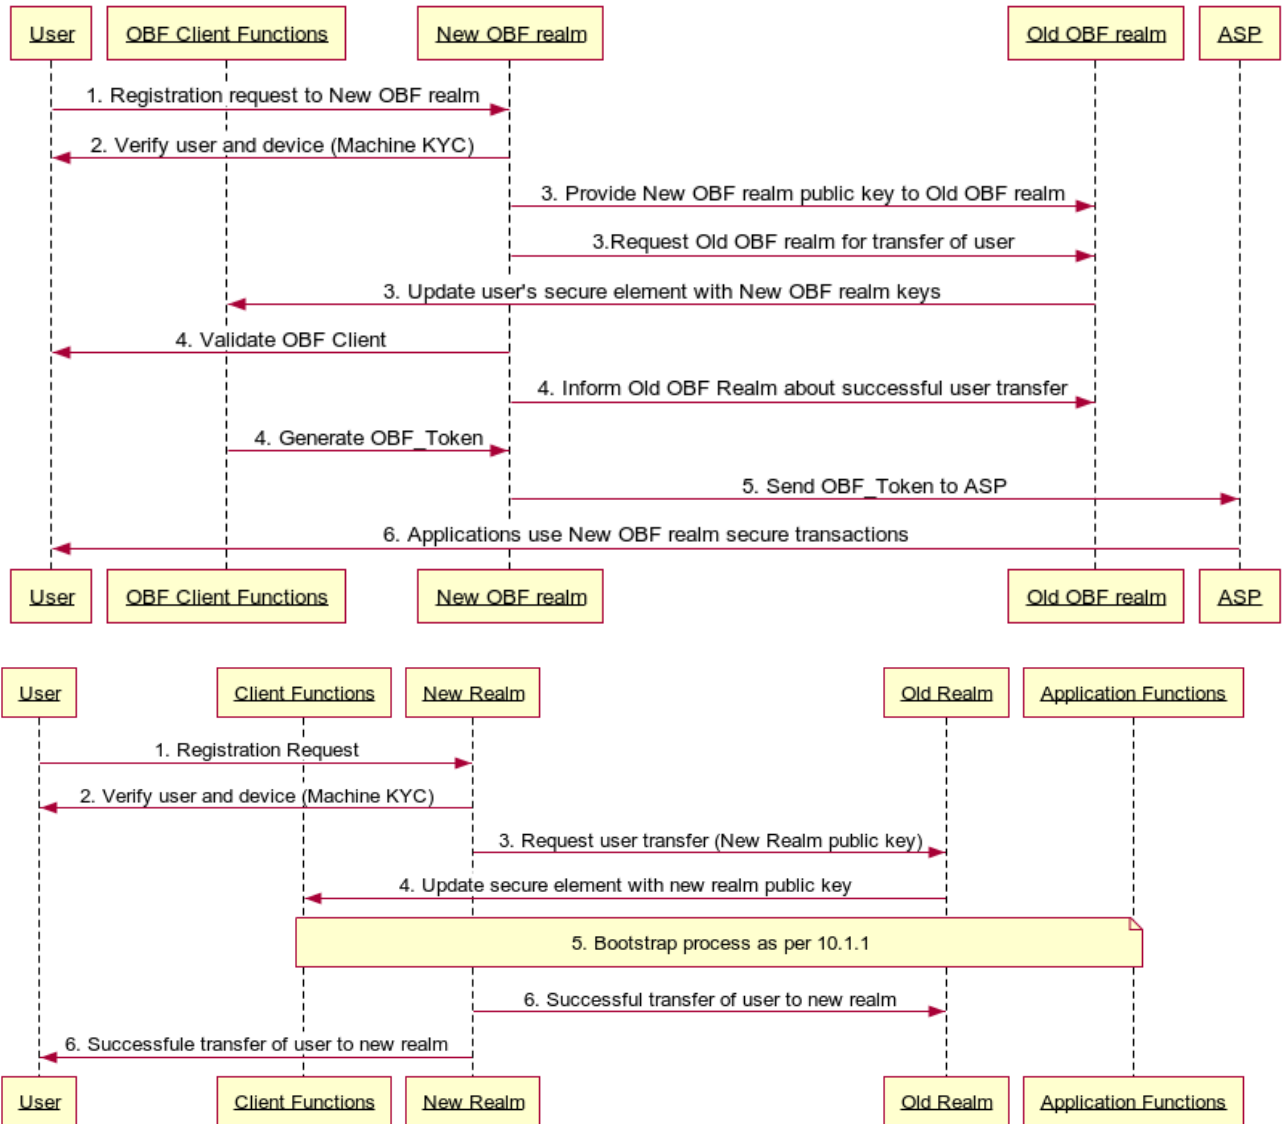 User OBF Client Functions New OBF realm Old OBF realm ASP
1. Registration request to New OBF realm
2. Verify user and device (Machine KYC)
3. Provide New OBF realm public key to Old OBF realm
3.Request Old OBF realm for transfer of user
3. Update user's secure element with New OBF realm keys
4. Validate OBF Client
4. Inform Old OBF Realm about successful user transfer
4. Generate OBF_Token
5. Send OBF_Token to ASP
6. Applications use New OBF realm secure transactions
User OBF Client Functions New OBF realm Old OBF realm ASP
User Client Functions New Realm Old Realm Application Functions
1. Registration Request
2. Verify user and device (Machine KYC)
3. Request user transfer (New Realm public key)
4. Update secure element with new realm public key
5. Bootstrap process as per 10.1.1
6. Successful transfer of user to new realm
6. Successfule transfer of user to new realm
User Client Functions New Realm Old Realm Application Functions